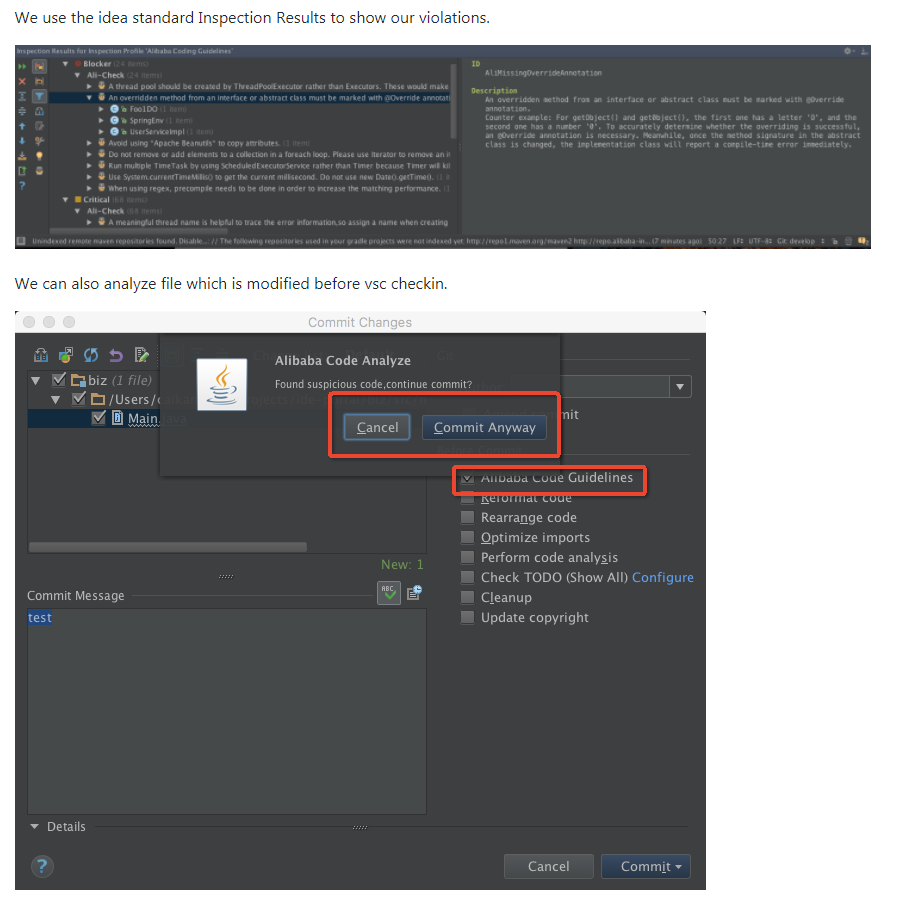 We use the idea standard Inspection Results to show our violations.
Inspection Results for Inspection Profile 'Alibaba Coding Guidelines'
Blocker (24 items)
Ali-Check (24 items)
A thread pool should be created by ThreadPoolExecutor rather than Executors. These would make
An overridden method from an interface or abstract class must be marked with @Override annotati
Foo1DO (1 item)
SpringEnv (1 item)
UserServiceImpl (1 item)
Avoid using "Apache Beanutils" to copy attributes. (1 item)
Do not remove or add elements to a collection in a foreach loop. Please use Iterator to remove an it
Run multiple TimeTask by using ScheduledExecutorService rather than Timer because Timer will kil
Use System.currentTimeMillis() to get the current millisecond. Do not use new Date().getTime().
When using regex, precompile needs to be done in order to increase the matching performance.
Critical (68 items)
Ali-Check (68 items)
A meaningful thread name is helpful to trace the error information,so assign a name when creating
ID
AliMissingOverrideAnnotation
Description
An overridden method from an interface or abstract class must be marked with @Override
annotation.
Counter example: For getObject() and get0bject(), the first one has a letter 'O', and the
second one has a number '0'. To accurately determine whether the overriding is successful,
an @Override annotation is necessary. Meanwhile, once the method signature in the abstract
class is changed, the implementation class will report a compile-time error immediately.
Unindexed remote maven repositories found. Disable... // The following repositories used in your gradle projects were not indexed yet: http://repo1.maven.org/maven2 http://repo.alibaba-in... (7 minutes ago) 50:27 LF÷ UTF-8÷ Git: develop
We can also analyze file which is modified before vsc checkin.
Commit Changes
Alibaba Code Analyze
Found suspicious code,continue commit?
Cancel
Commit Anyway
biz (1 file)
/Users/
Main.
mit
Alibaba Code Guidelines
Reformat code
Rearrange code
Optimize imports
Perform code analysis
Check TODO (Show All) Configure
Cleanup
Update copyright
New: 1
Commit Message
ABC
test
Details
?
Cancel
Commit